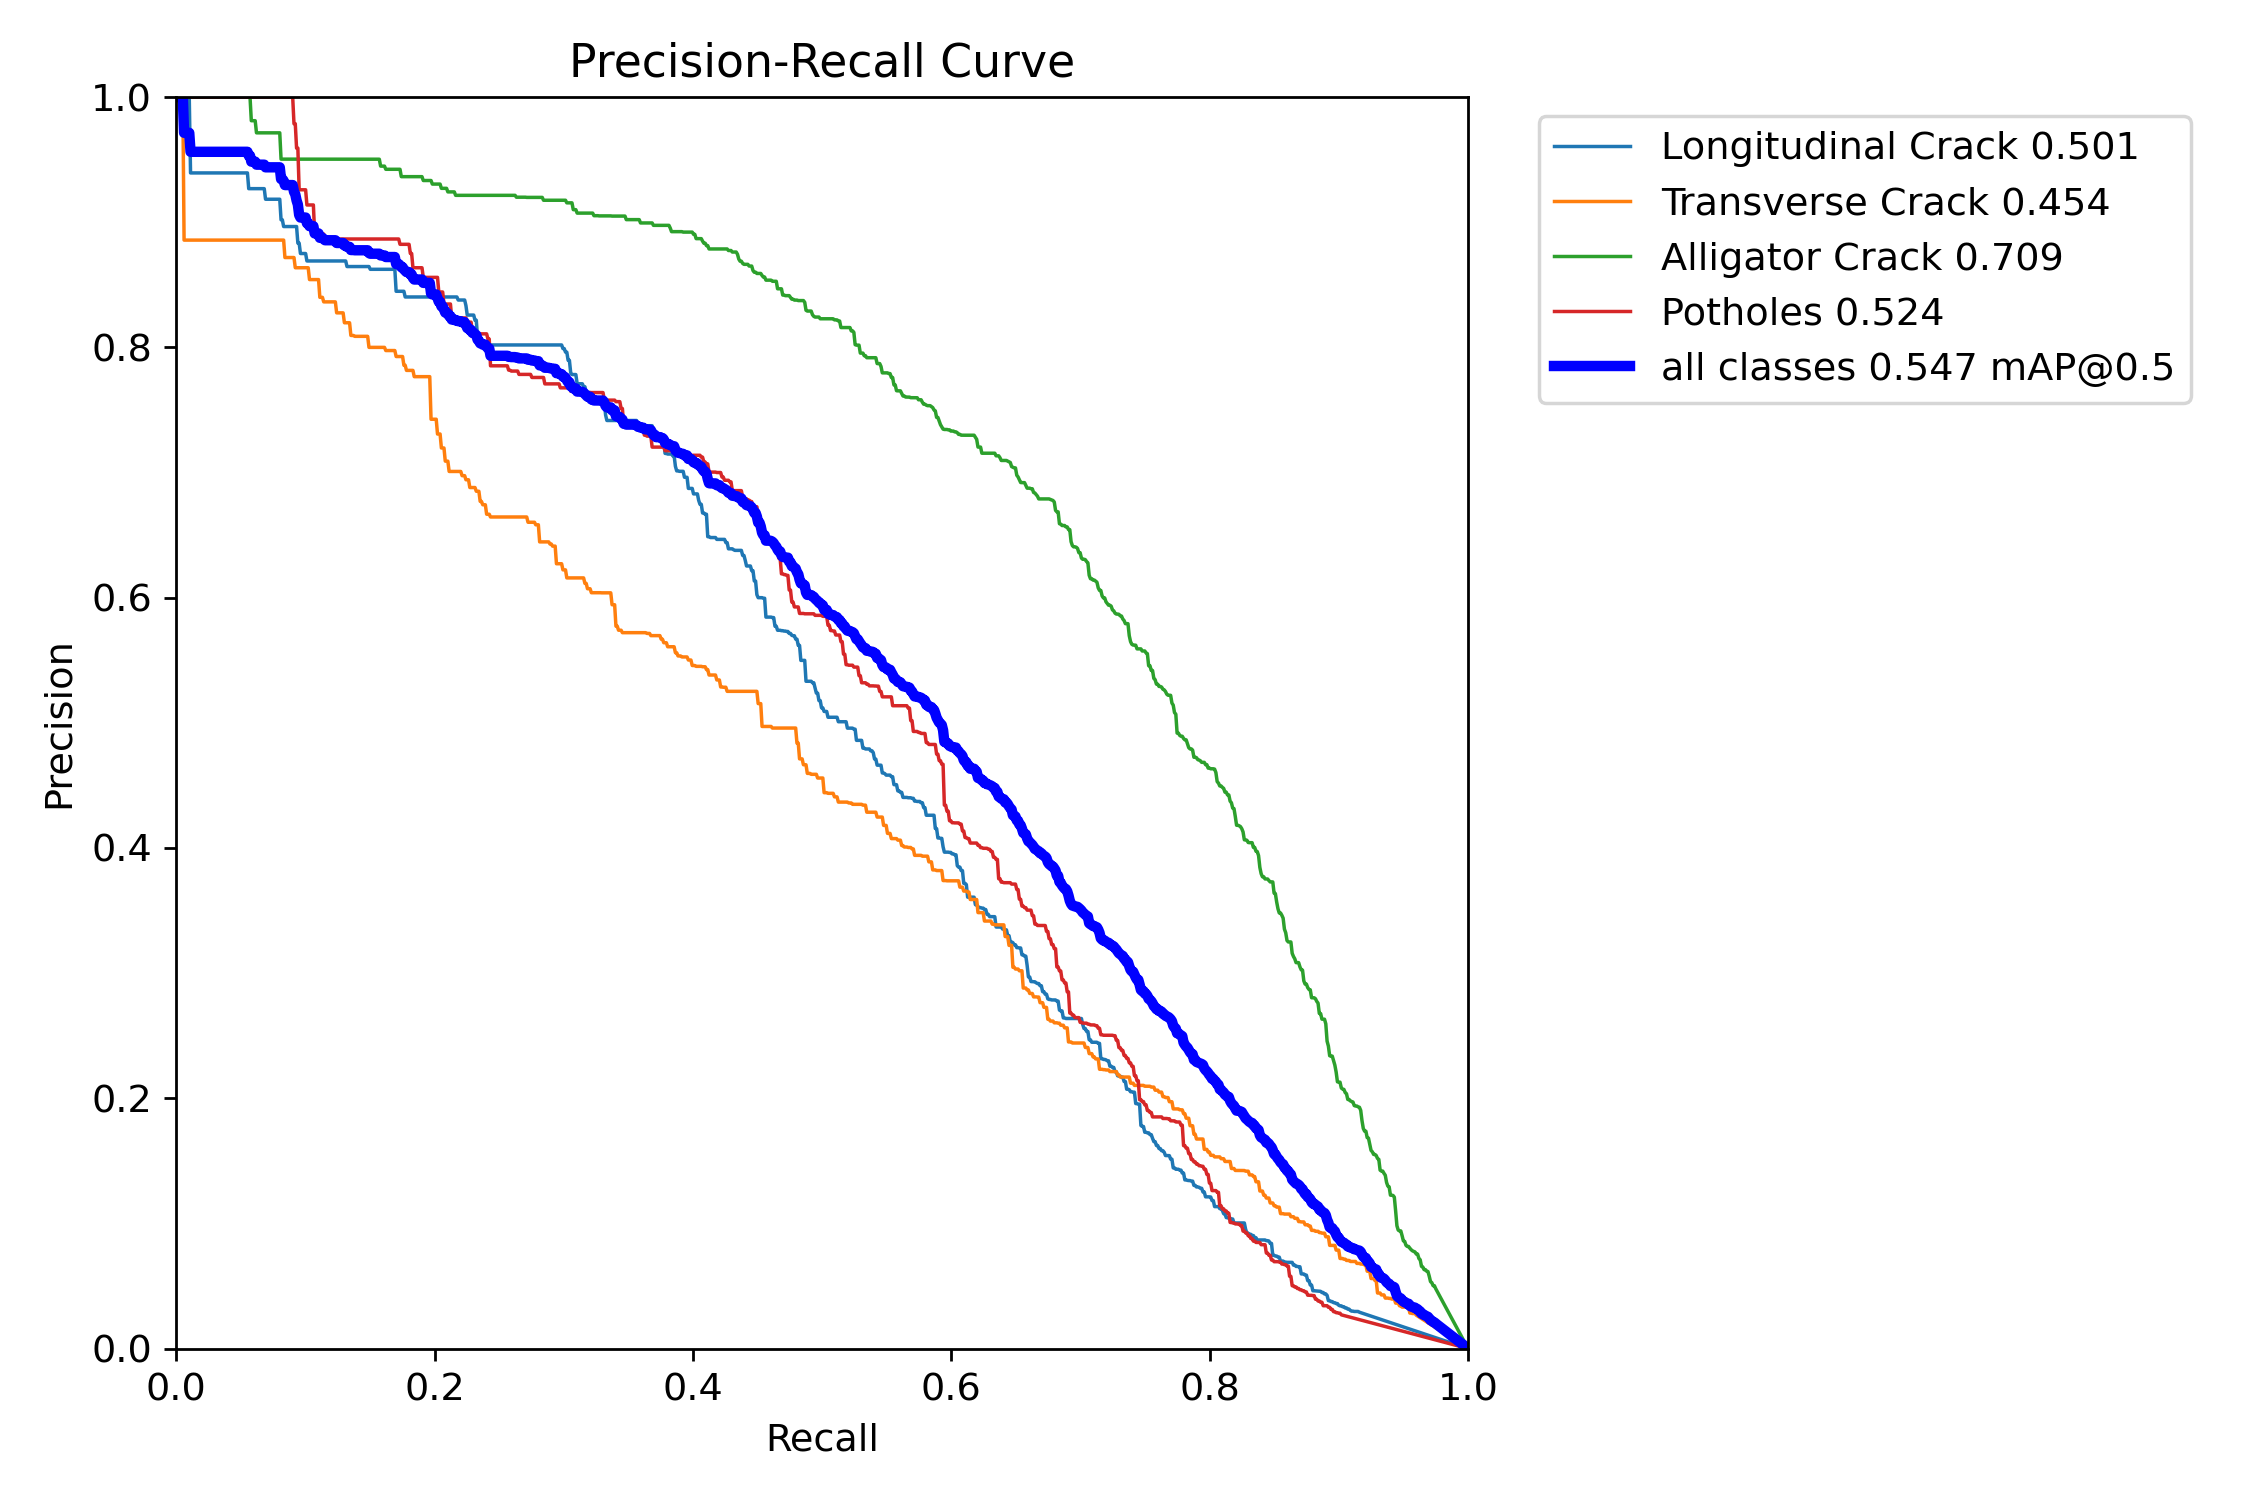 Precision-Recall Curve
1.0
0.8
0.6
0.4
0.2
0.0
Precision
0.0 0.2 0.4 0.6 0.8 1.0
Recall
Longitudinal Crack 0.501
Transverse Crack 0.454
Alligator Crack 0.709
Potholes 0.524
all classes 0.547 mAP@0.5